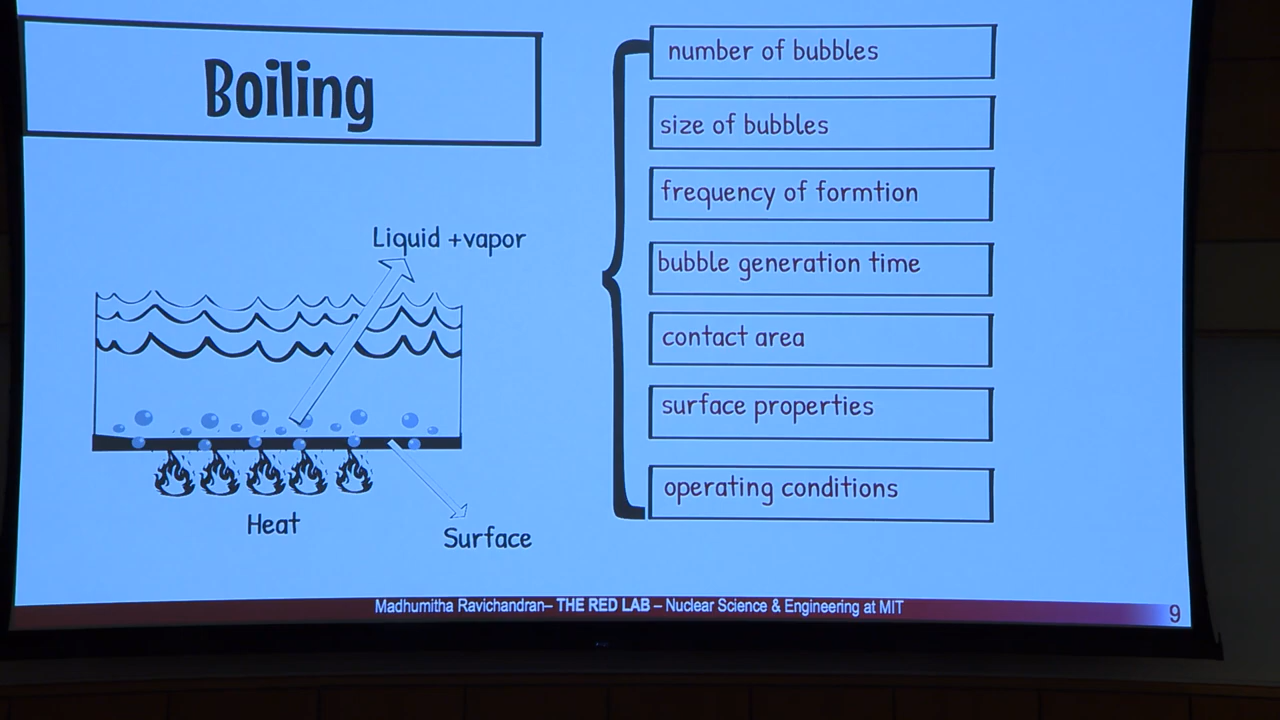 Boiling
Liquid +vapor
Heat
Surface
number of bubbles
size of bubbles
frequency of formtion
bubble generation time
contact area
surface properties
operating conditions
Madhumitha Ravichandran– THE RED LAB – Nuclear Science & Engineering at MIT
9